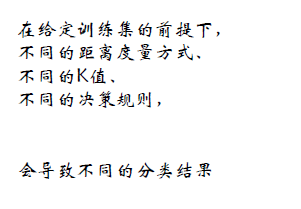 在给定训练集的前提下，
不同的距离度量方式、
不同的K值、
不同的决策规则，
会导致不同的分类结果